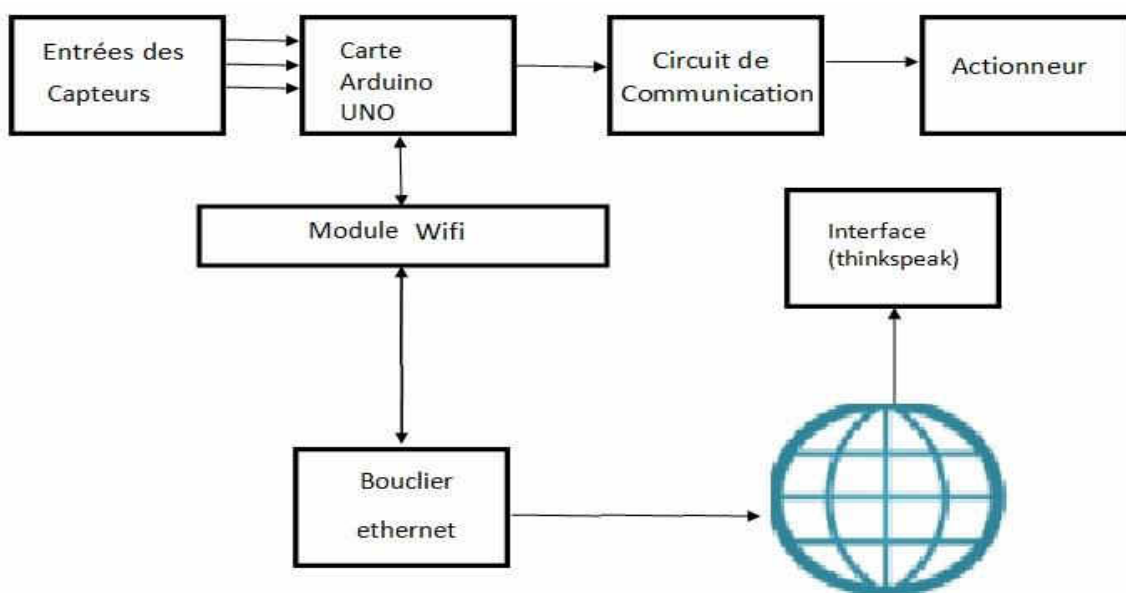 Entrées des
Capteurs
Carte
Arduino
UNO
Circuit de
Communication
Actionneur
Module Wifi
Interface
(thinkspeak)
Bouclier
ethernet